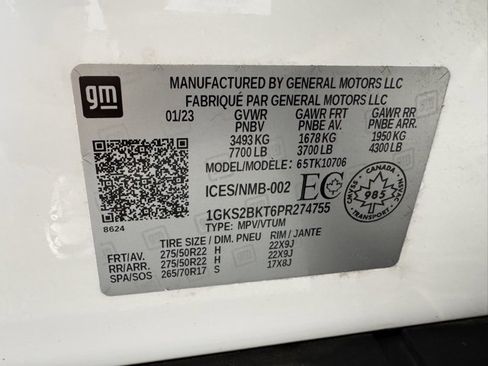 gm
MANUFACTURED BY GENERAL MOTORS LLC
FABRIQUÉ PAR GENERAL MOTORS LLC
01/23 GVWR GAWR FRT GAWR RR
PNBV PNBE AV. PNBE ARR.
3493 KG 1678 KG 1950 KG
7700 LB 3700 LB 4300 LB
MODEL/MODÈLE: 65TK10706
ICES/NMB-002 EC
CANADA
985
TRANSPORT
1GKS2BKT6PR274755
8624
TYPE: MPV/VTUM
TIRE SIZE / DIM. PNEU RIM / JANTE
FRT/AV. 275/50R22 H 22X9J
RR/ARR. 275/50R22 H 22X9J
SPA/SOS 265/70R17 S 17X8J